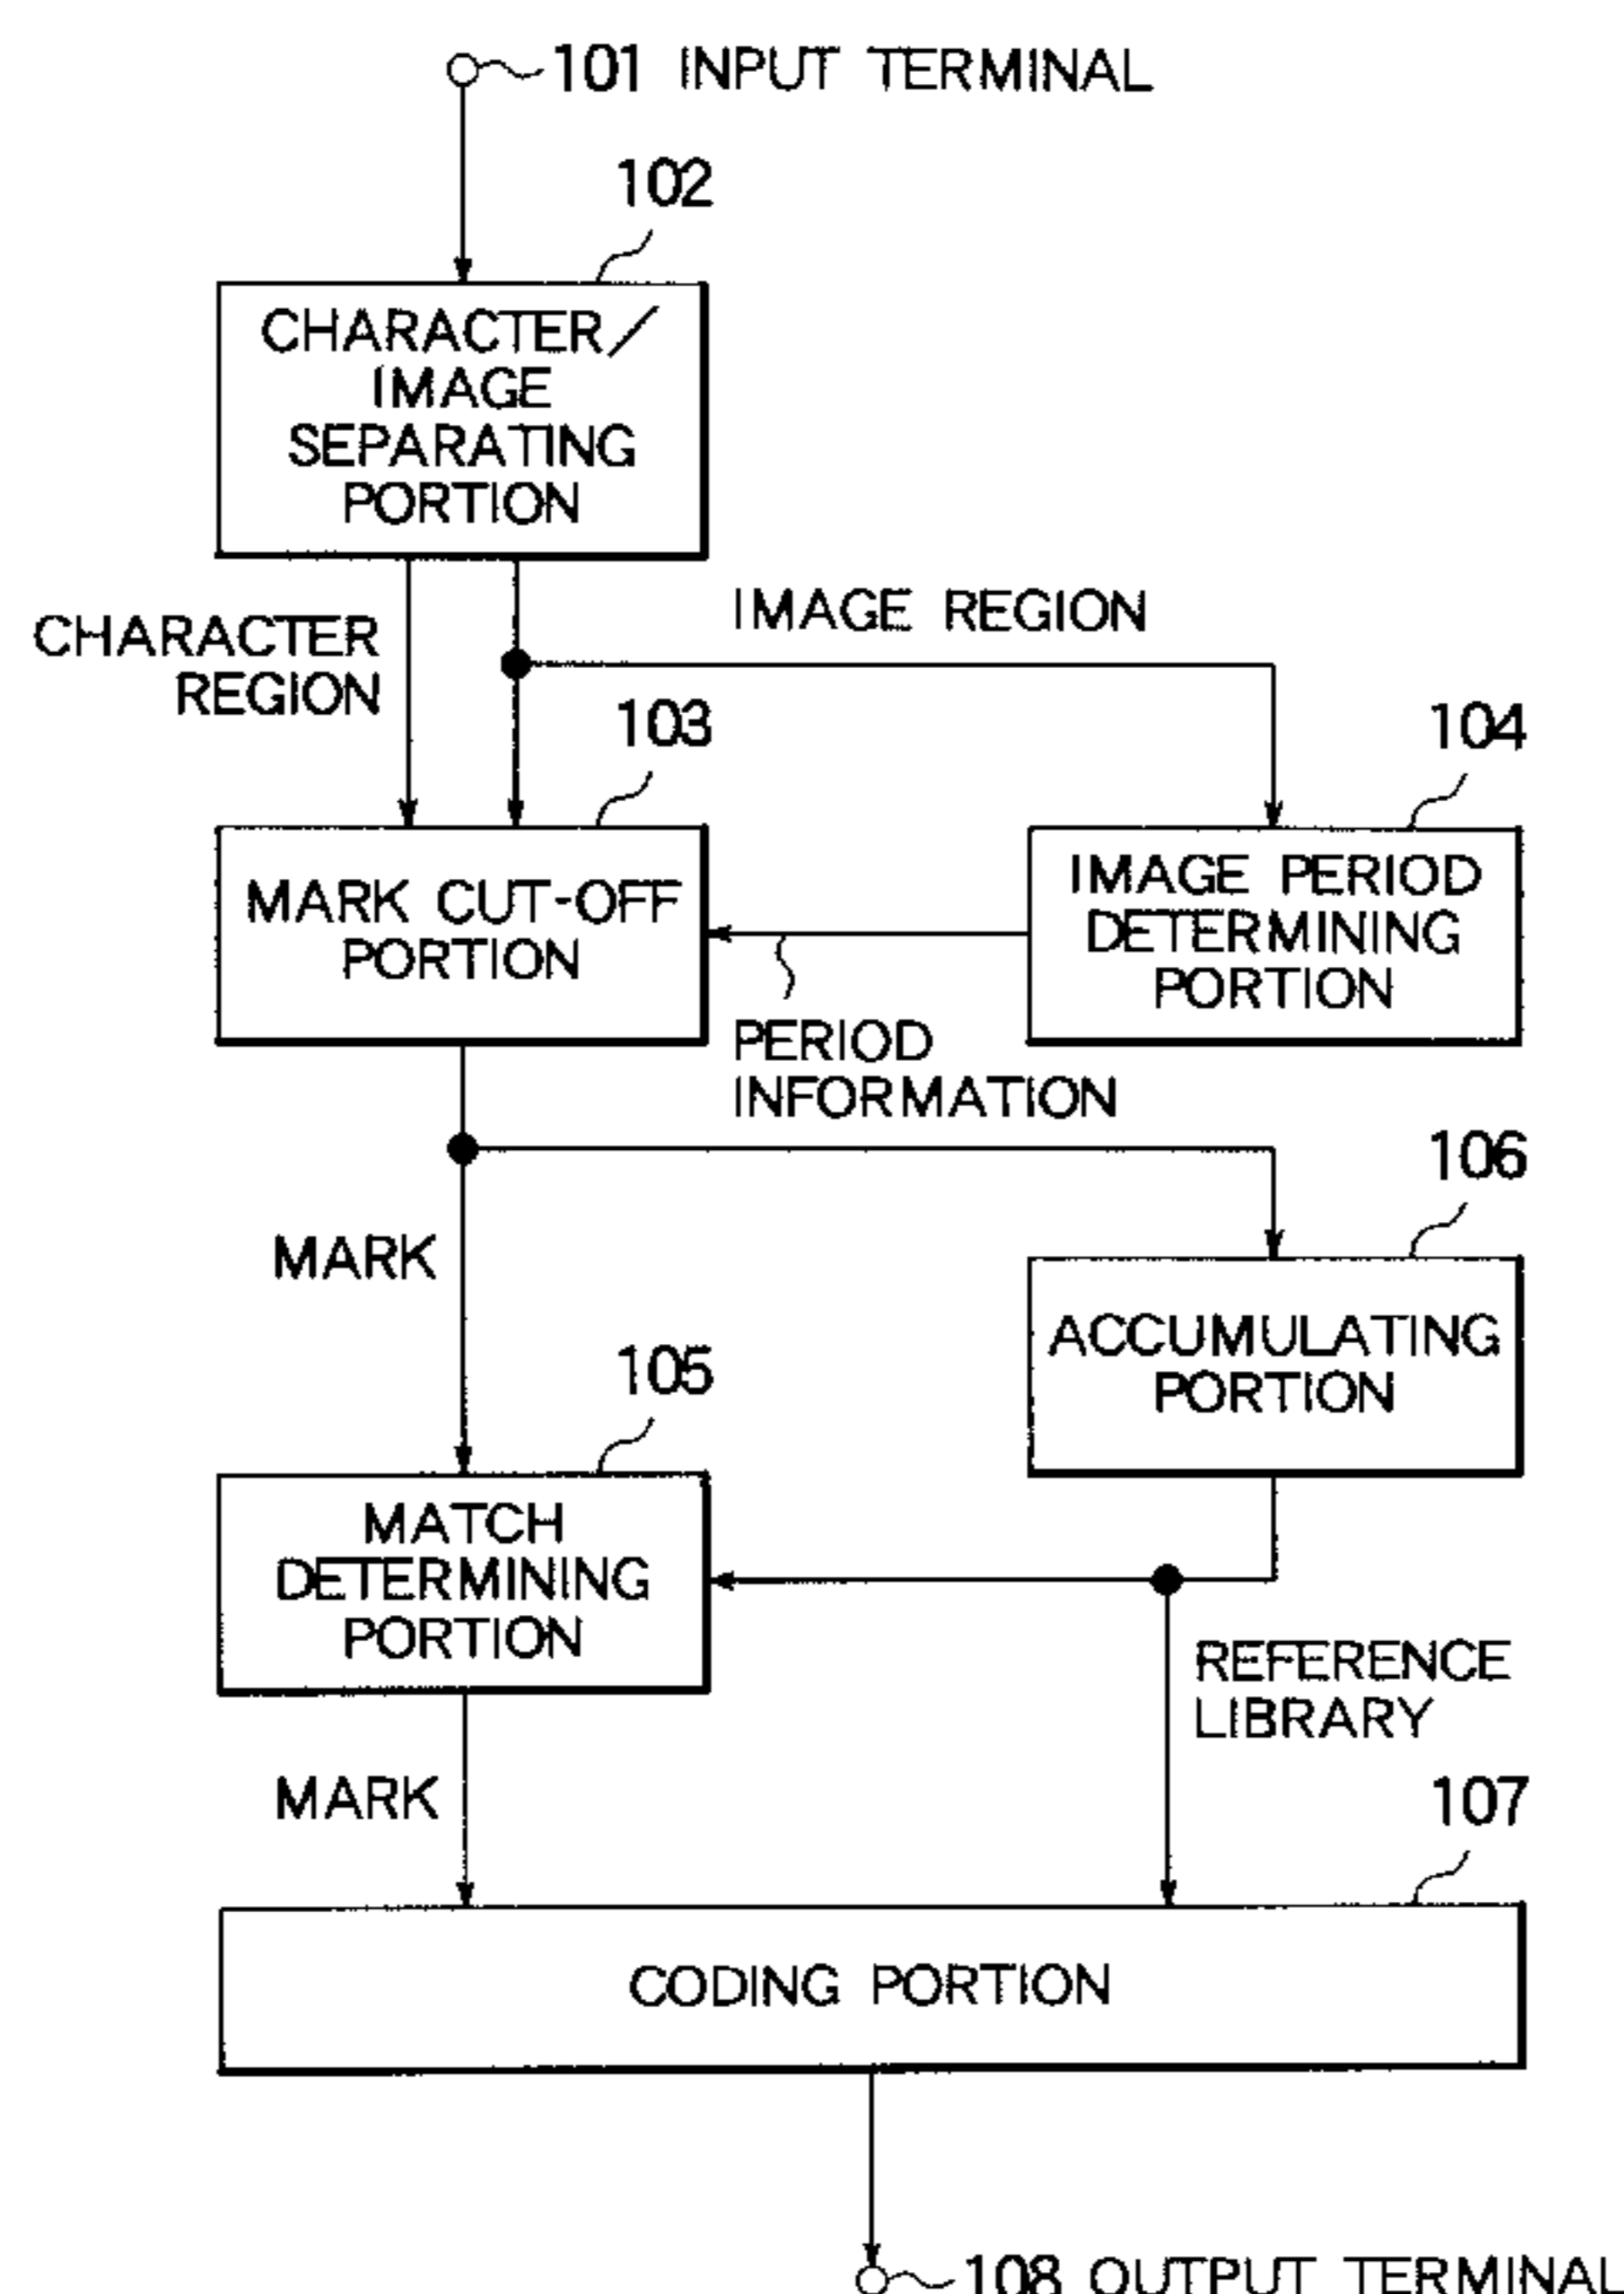 101 INPUT TERMINAL
102
CHARACTER/
IMAGE
SEPARATING
PORTION
CHARACTER
REGION
IMAGE REGION
103
104
MARK CUT-OFF
PORTION
IMAGE PERIOD
DETERMINING
PORTION
PERIOD
INFORMATION
106
MARK
ACCUMULATING
PORTION
105
MATCH
DETERMINING
PORTION
REFERENCE
LIBRARY
MARK
107
CODING PORTION
108 OUTPUT TERMINAL